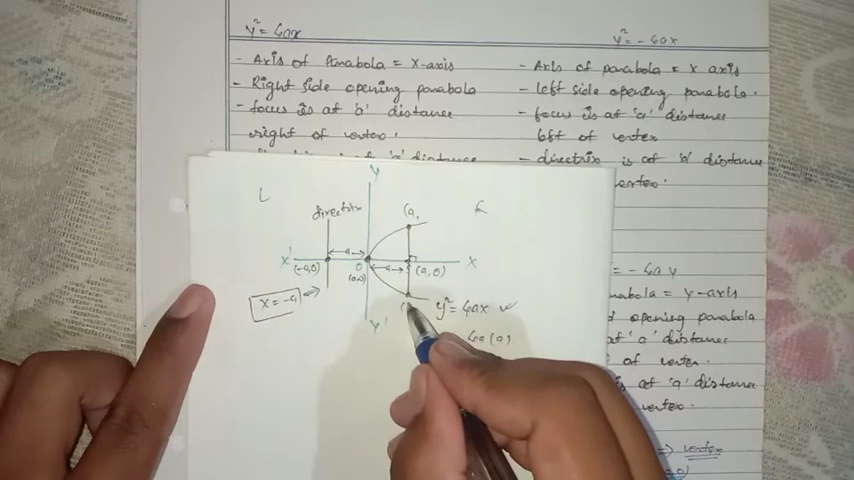 y² = 4ax
- Axis of Parabola = X-axis
- Right side opening parabola
- focus is at 'a' distance
right of vertex.
y² = -4ax
- Axis of parabola = X axis
- left side opening parabola.
- focus is at 'a' distance
left of vertex
- directrix is at 'a' distance
vertex.
= -4ay
= Y-axis
opening parabola
at 'a' distance
of vertex.
is at 'a' distance
vertex.
=> vertex
L
Y
directrix
(a,
a
X'
(-a,0)
O
(0,0)
a
(a, 0)
X
x = -a
Y'
(
y² = 4ax
4a(a)